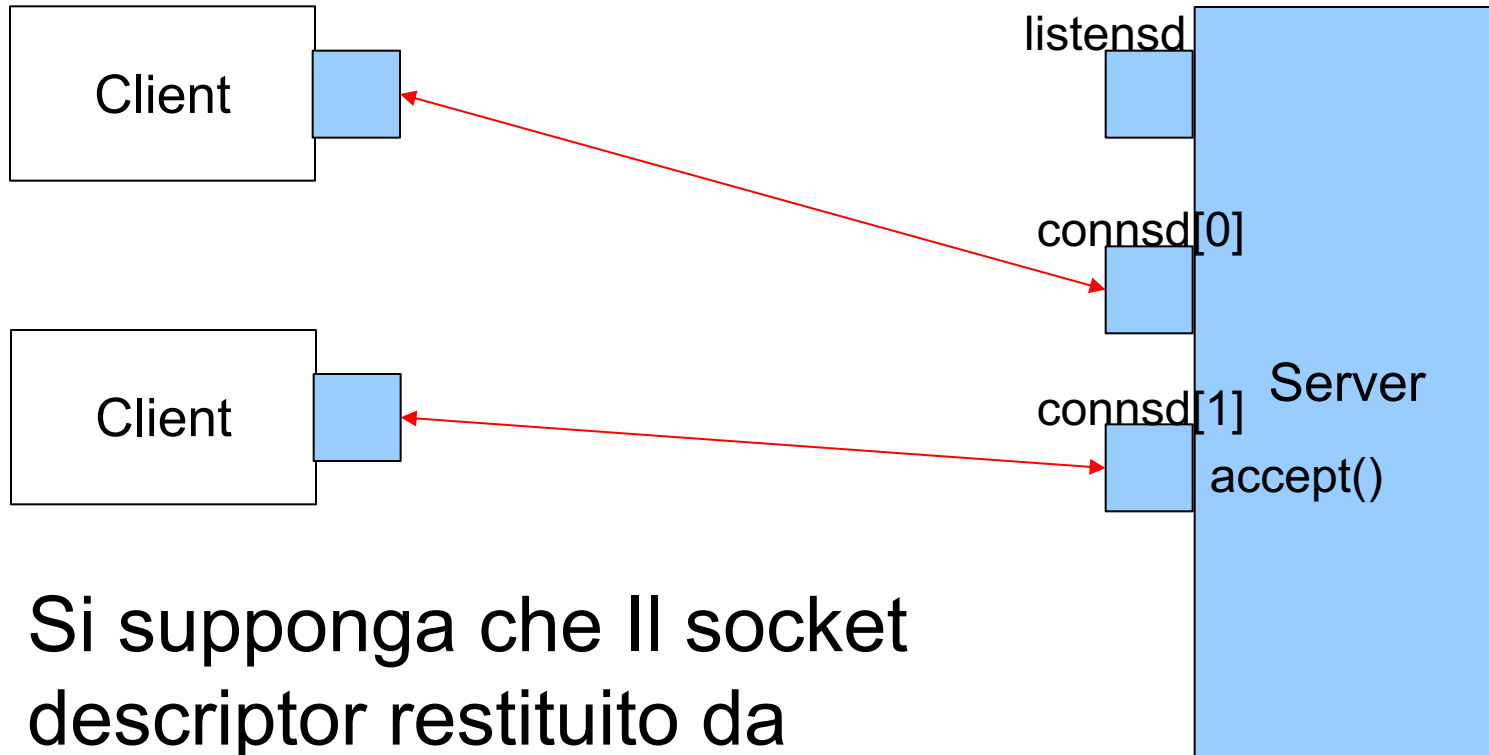 listensd
Client
connsd[0]
Server
Client
connsd[1]
accept()
Si supponga che Il socket
descriptor restituito da